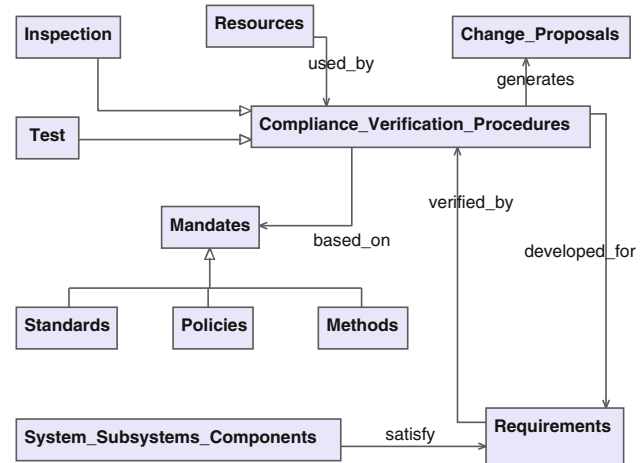 Inspection
Resources
Change_Proposals
used_by
generates
Test
Compliance_Verification_Procedures
Mandates
based_on
verified_by
developed_for
Standards
Policies
Methods
System_Subsystems_Components
satisfy
Requirements